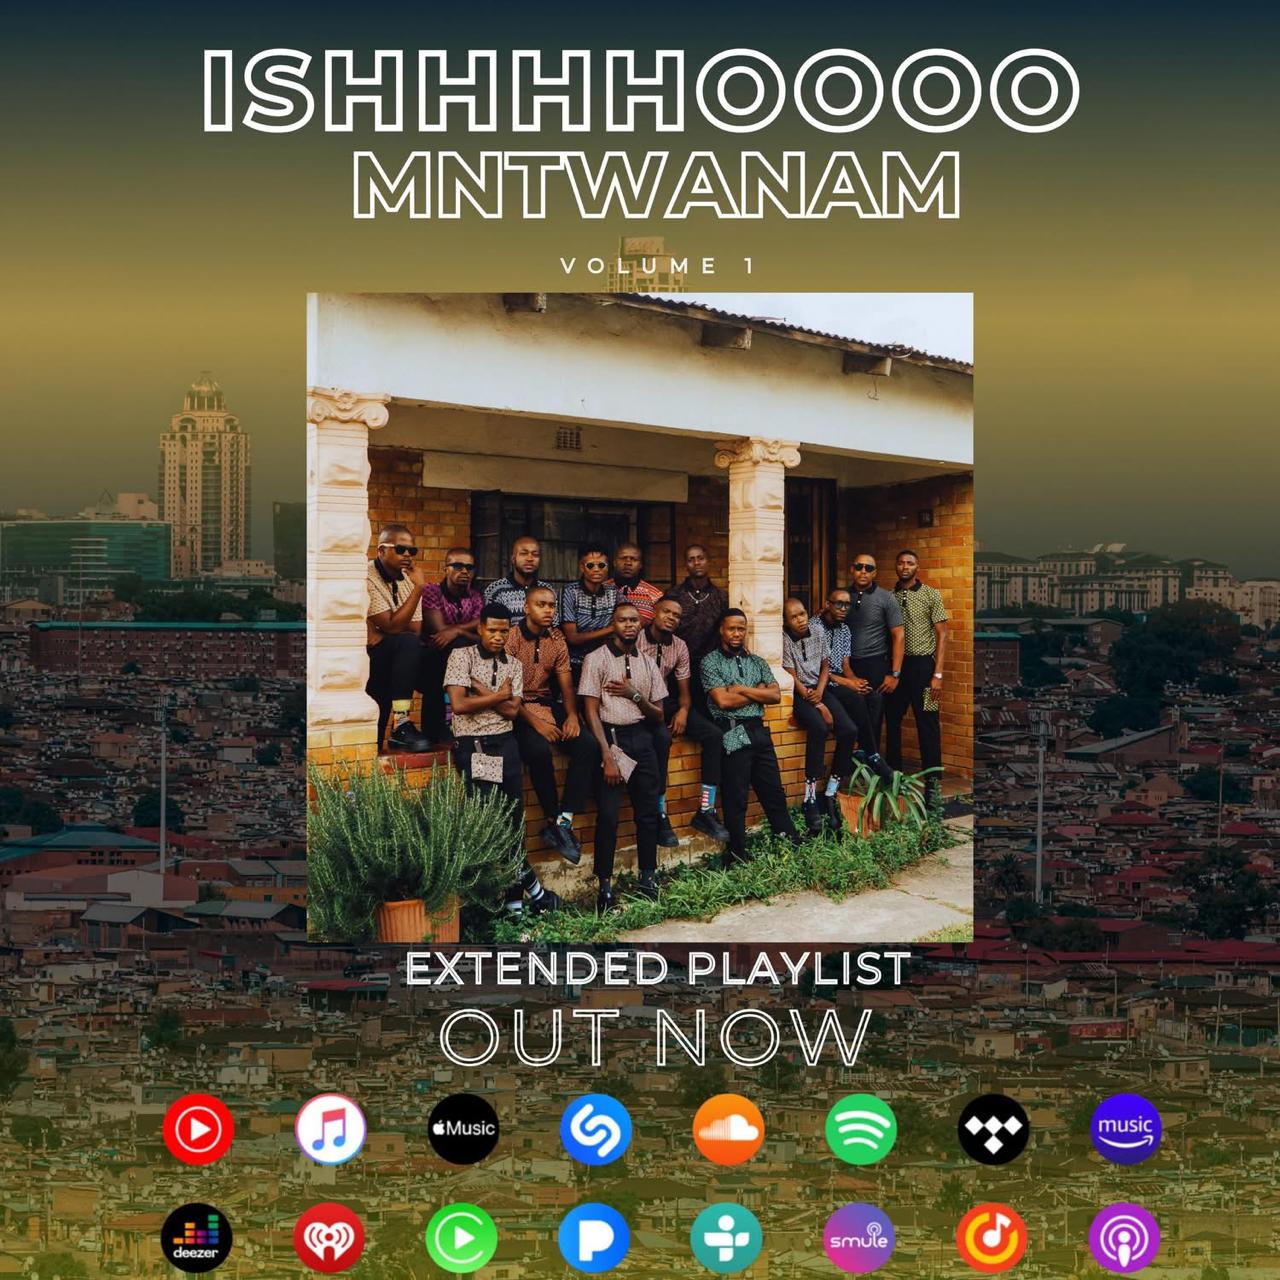 ISHHHHOOOO
MNTWANAM
VOLUME 1
EXTENDED PLAYLIST
OUT NOW
Music
music
deezer
smule